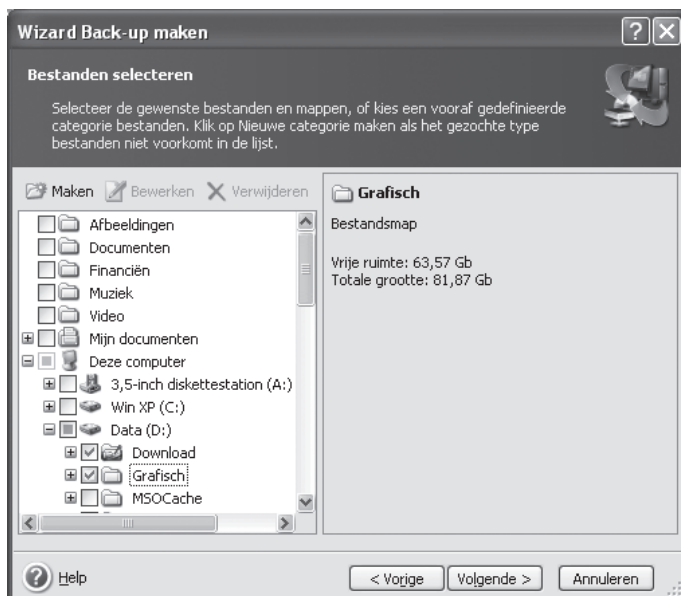 Wizard Back-up maken
Bestanden selecteren
Selecteer de gewenste bestanden en mappen, of kies een vooraf gedefinieerde
categorie bestanden. Klik op Nieuwe categorie maken als het gezochte type
bestanden niet voorkomt in de lijst.
Maken Bewerken Verwijderen
Afbeeldingen
Documenten
Financiën
Muziek
Video
Mijn documenten
Deze computer
3,5-inch diskettestation (A:)
Win XP (C:)
Data (D:)
Download
Grafisch
MSOCache
Grafisch
Bestandsmap
Vrije ruimte: 63,57 Gb
Totale grootte: 81,87 Gb
Help
< Vorige
Volgende >
Annuleren